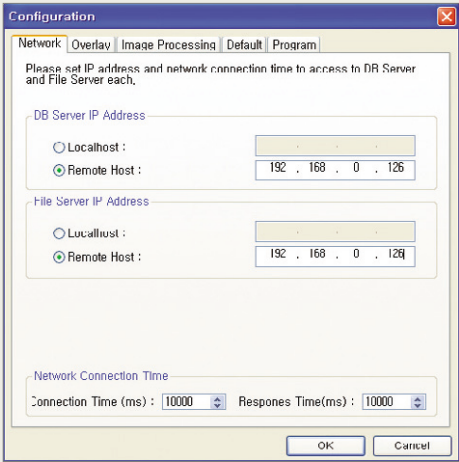 Configuration
Network Overlay Image Processing Default Program
Please set IP address and network connection time to access to DB Server
and File Server each.
DB Server IP Address
Localhost :
Remote Host : 192 . 168 . 0 . 126
File Server IP Address
Localhost :
Remote Host : 192 . 168 . 0 . 126
Network Connection Time
Connection Time (ms) : 10000 Respones Time(ms) : 10000
OK Cancel